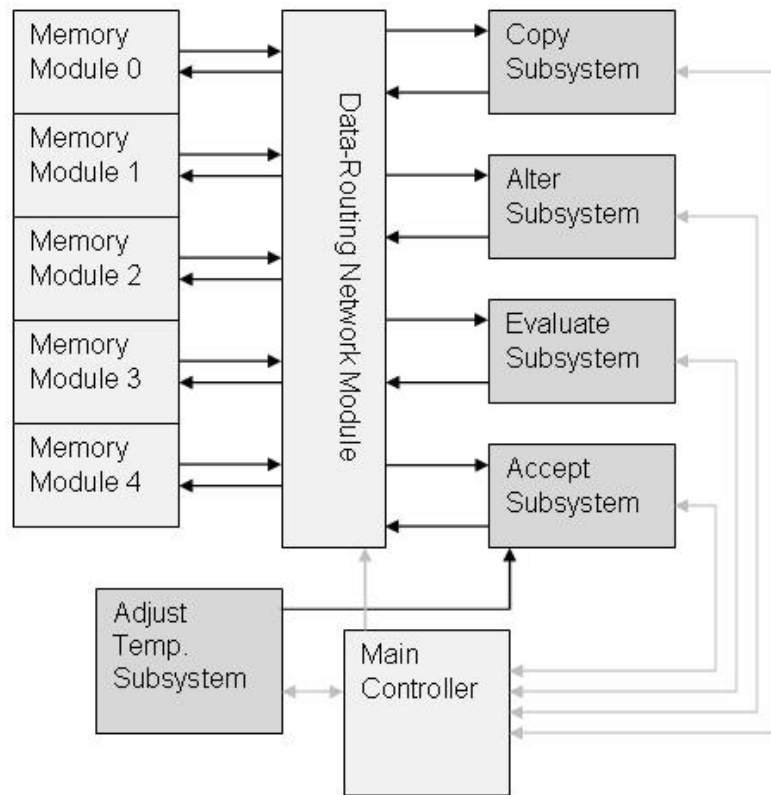 Memory
Module 0
Memory
Module 1
Memory
Module 2
Memory
Module 3
Memory
Module 4
Data-Routing Network Module
Copy
Subsystem
Alter
Subsystem
Evaluate
Subsystem
Accept
Subsystem
Adjust
Temp.
Subsystem
Main
Controller